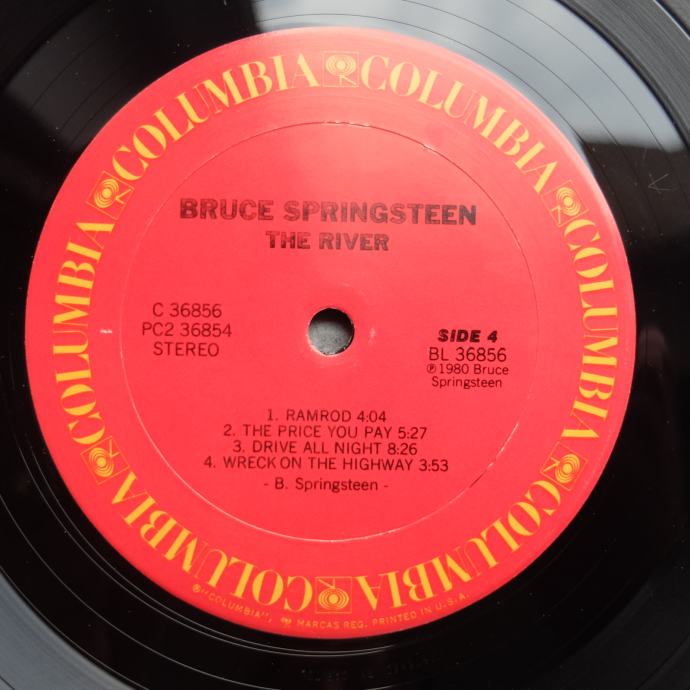 COLUMBIA COLUMBIA COLUMBIA COLUMBIA COLUMBIA COLUMBIA COLUMBIA COLUMBIA
BRUCE SPRINGSTEEN
THE RIVER
C 36856
PC2 36854
STEREO
SIDE 4
BL 36856
℗1980 Bruce
Springsteen
1. RAMROD 4:04
2. THE PRICE YOU PAY 5:27
3. DRIVE ALL NIGHT 8:26
4. WRECK ON THE HIGHWAY 3:53
- B. Springsteen -
®"COLUMBIA", MARCAS REG. PRINTED IN U.S.A.